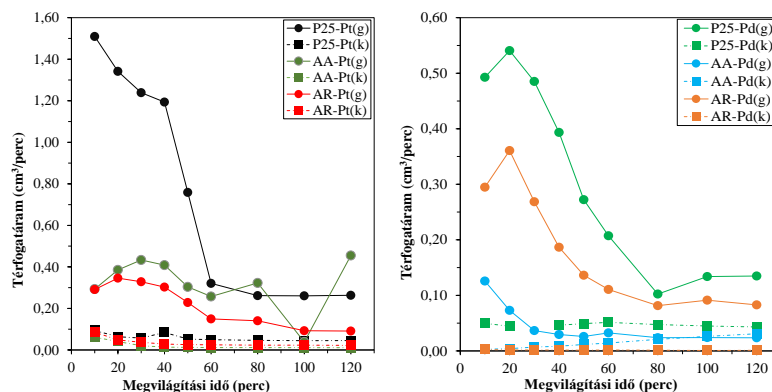 1,60
1,40
1,20
1,00
0,80
0,60
0,40
0,20
0,00
0 20 40 60 80 100 120
Térfogatáram (cm³/perc)
Megvilágítási idő (perc)
P25-Pt(g)
P25-Pt(k)
AA-Pt(g)
AA-Pt(k)
AR-Pt(g)
AR-Pt(k)
0,60
0,50
0,40
0,30
0,20
0,10
0,00
0 20 40 60 80 100 120
Térfogatáram (cm³/perc)
Megvilágítási idő (perc)
P25-Pd(g)
P25-Pd(k)
AA-Pd(g)
AA-Pd(k)
AR-Pd(g)
AR-Pd(k)